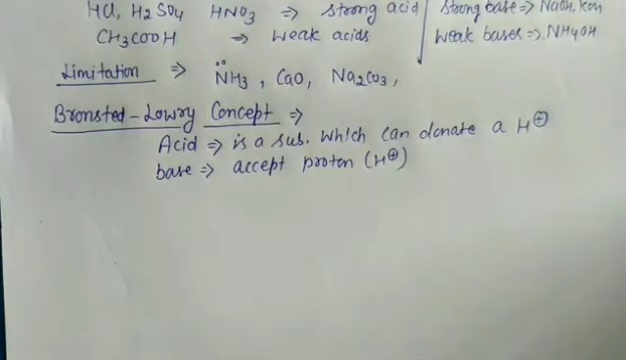 HCl, H2SO4 HNO3 => strong acid
CH3COOH => weak acids
strong base => NaOH, KOH
weak bases => NH4OH
Limitation => N̈H3, CaO, Na2CO3,
Bronsted-Lowry Concept =>
Acid => is a sub. which can donate a H⊕
base => accept proton (H⊕)